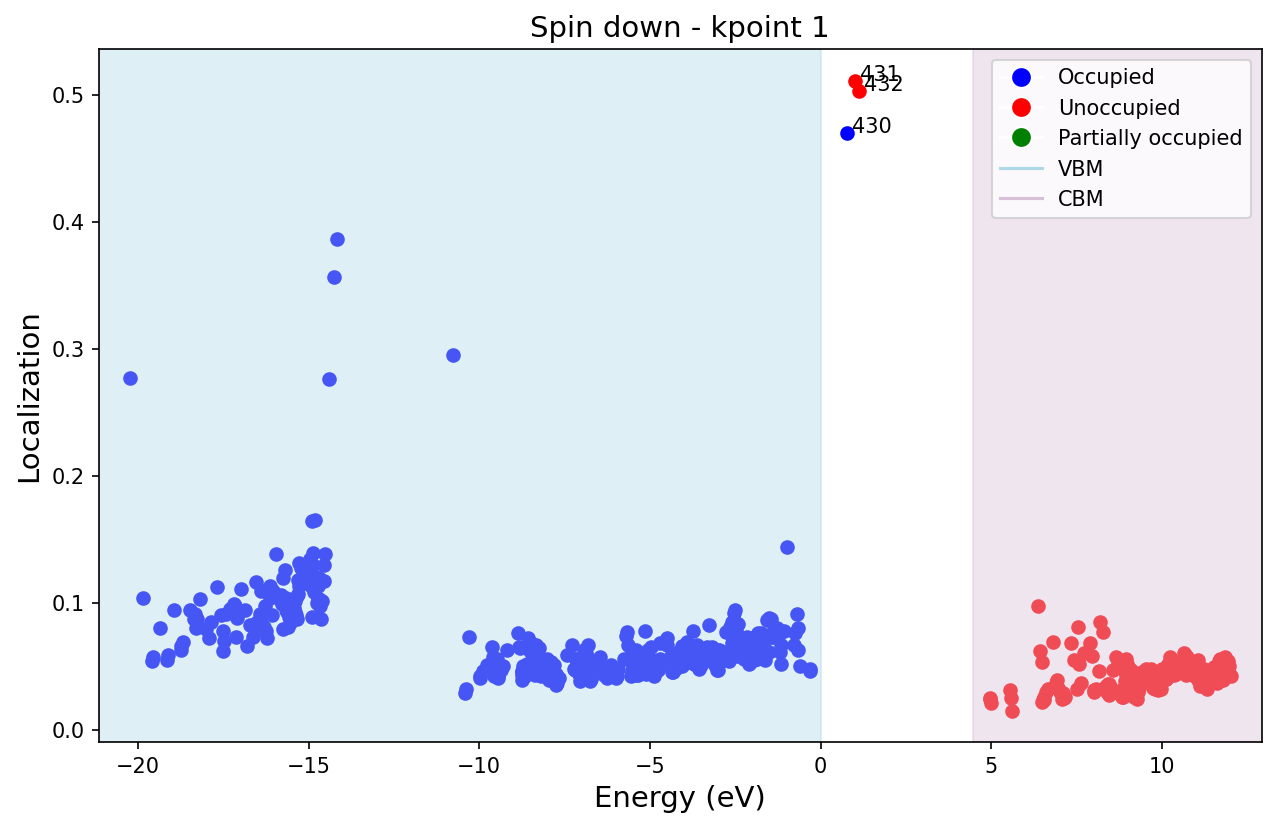 Spin down - kpoint 1
Localization
0.5
0.4
0.3
0.2
0.1
0.0
431
432
430
Occupied
Unoccupied
Partially occupied
VBM
CBM
−20
−15
−10
−5
0
5
10
Energy (eV)